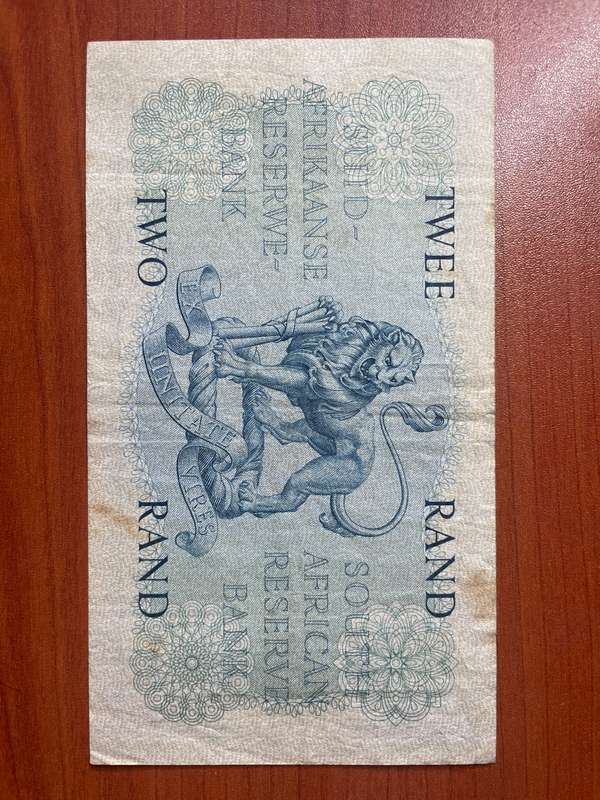 TWEE RAND
SUID-
AFRIKAANSE
RESERWE-
BANK
SOUTH
AFRICAN
RESERVE
BANK
EX
UNITATE
VIRES
TWO RAND